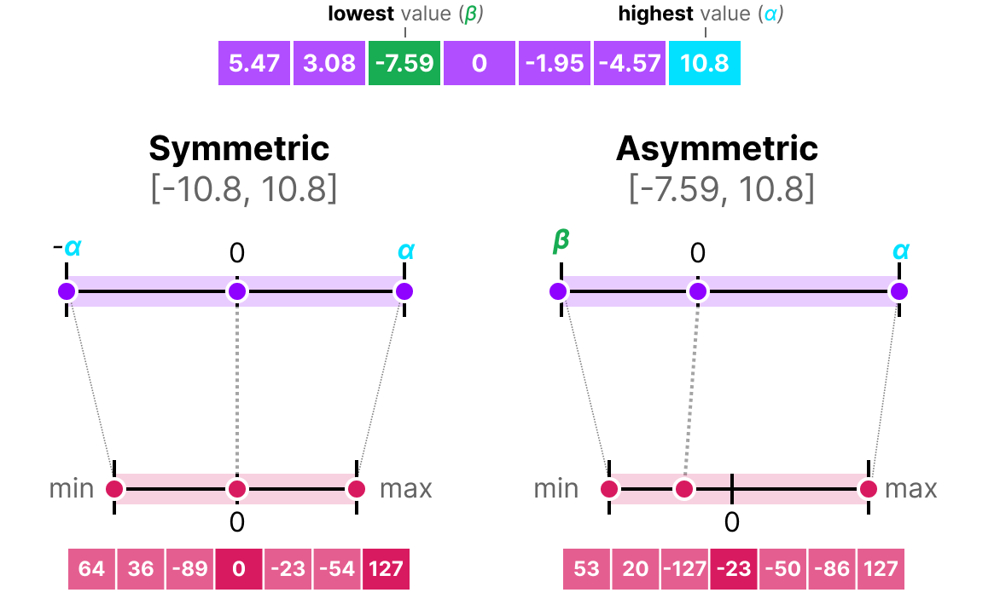 lowest value (β) highest value (α)
5.47 3.08 -7.59 0 -1.95 -4.57 10.8
Symmetric
[-10.8, 10.8]
-α 0 α
min max
0
64 36 -89 0 -23 -54 127
Asymmetric
[-7.59, 10.8]
β 0 α
min max
0
53 20 -127 -23 -50 -86 127